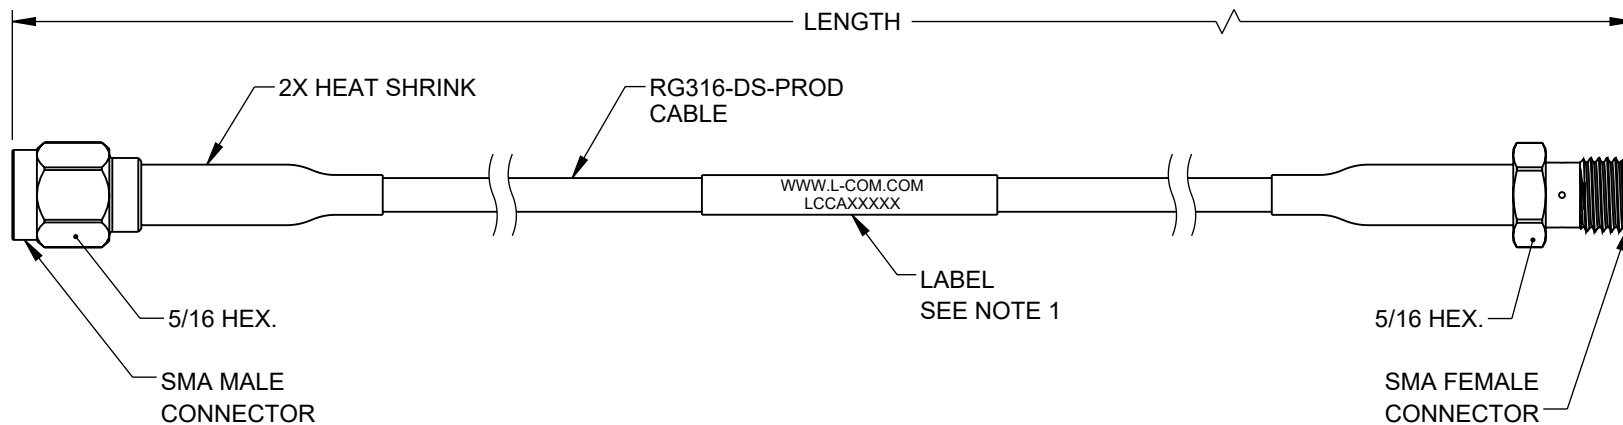 LENGTH
2X HEAT SHRINK
RG316-DS-PROD
CABLE
WWW.L-COM.COM
LCCAXXXXX
LABEL
SEE NOTE 1
5/16 HEX.
5/16 HEX.
SMA MALE
CONNECTOR
SMA FEMALE
CONNECTOR